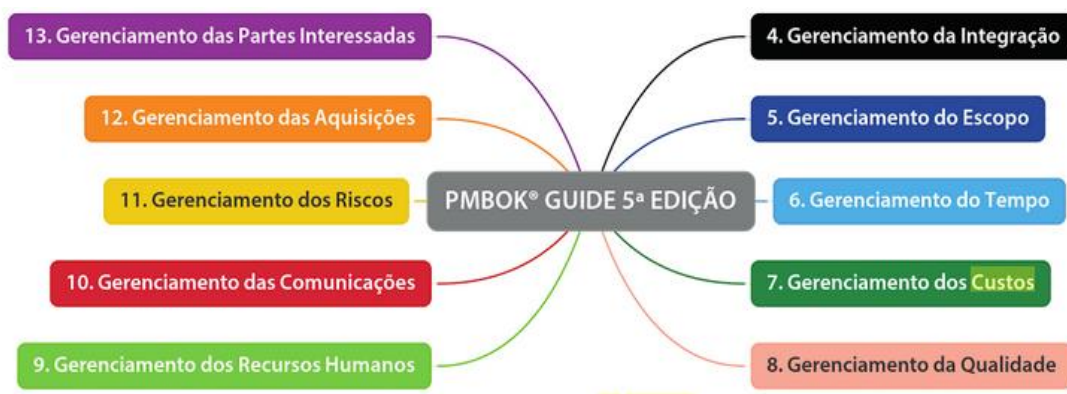 13. Gerenciamento das Partes Interessadas
4. Gerenciamento da Integração
12. Gerenciamento das Aquisições
5. Gerenciamento do Escopo
11. Gerenciamento dos Riscos
PMBOK® GUIDE 5ª EDIÇÃO
6. Gerenciamento do Tempo
10. Gerenciamento das Comunicações
7. Gerenciamento dos Custos
9. Gerenciamento dos Recursos Humanos
8. Gerenciamento da Qualidade